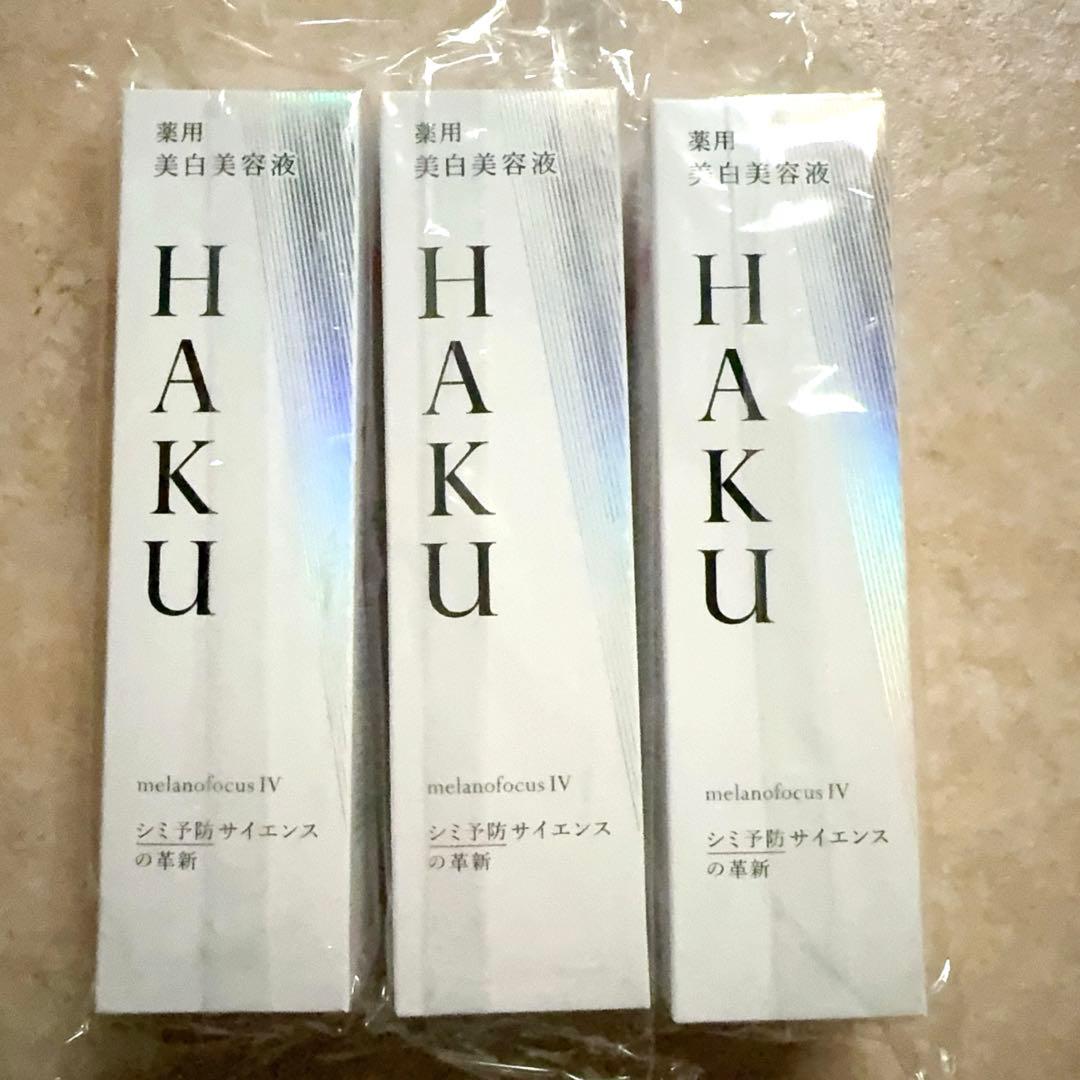 薬用
美白美容液
HAKU
melanofocus IV
シミ予防サイエンス
の革新
薬用
美白美容液
HAKU
melanofocus IV
シミ予防サイエンス
の革新
薬用
美白美容液
HAKU
melanofocus IV
シミ予防サイエンス
の革新